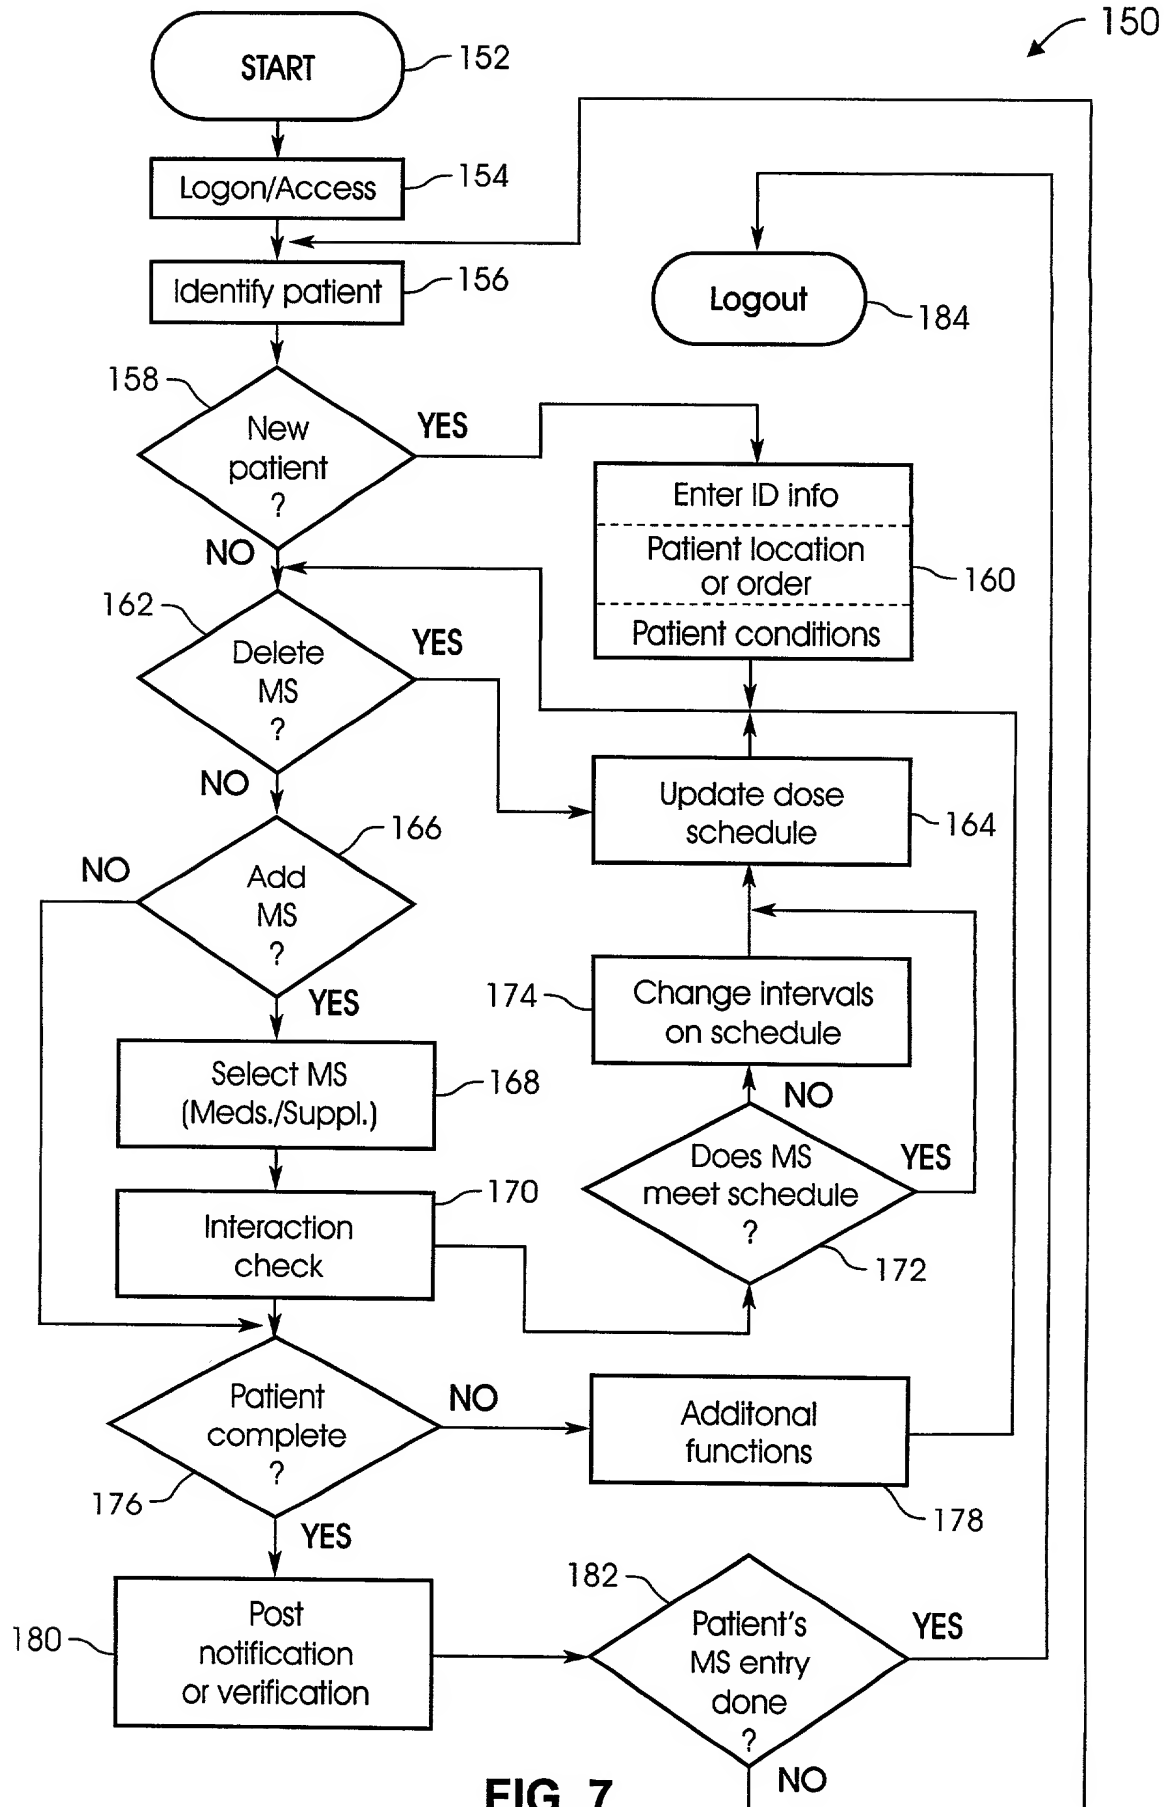 150
START
152
Logon/Access
154
Identify patient
156
Logout
184
158
New
patient
?
YES
NO
Enter ID info
Patient location
or order
Patient conditions
160
162
Delete
MS
?
YES
NO
Update dose
schedule
164
166
NO
Add
MS
?
YES
174
Change intervals
on schedule
Select MS
(Meds./Suppl.)
168
NO
Does MS
meet schedule
?
YES
172
170
Interaction
check
Patient
complete
?
NO
176
YES
Additonal
functions
178
180
Post
notification
or verification
182
Patient's
MS entry
done
?
YES
NO
FIG. 7